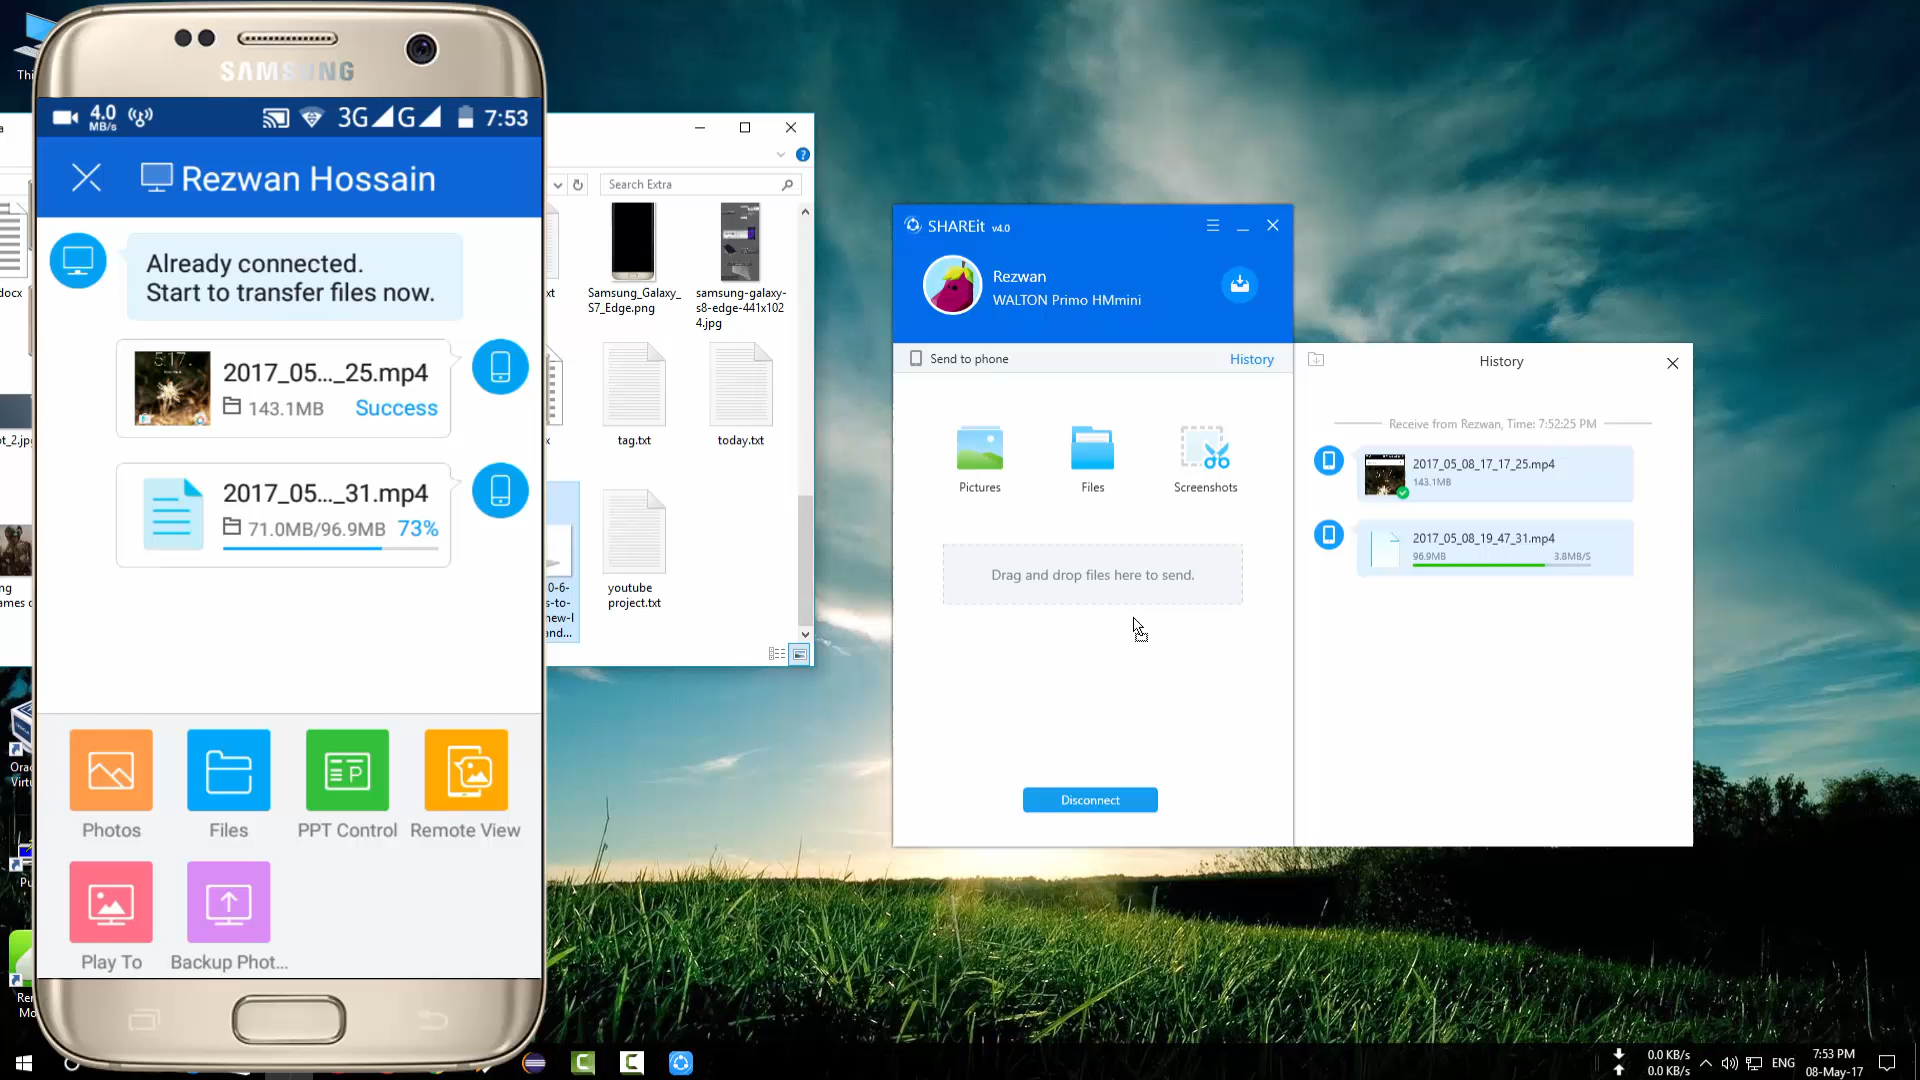 SAMSUNG
4.0
MB/s
3G
G
7:53
Rezwan Hossain
Already connected.
Start to transfer files now.
2017_05..._25.mp4
143.1MB
Success
2017_05..._31.mp4
71.0MB/96.9MB
73%
Photos
Files
PPT Control
Remote View
Play To
Backup Phot...
Search Extra
Samsung_Galaxy_
S7_Edge.png
samsung-galaxy-
s8-edge-441x102
4.jpg
tag.txt
today.txt
0-6-
s-to-
new-I
and...
youtube
project.txt
SHAREit v4.0
Rezwan
WALTON Primo HMmini
Send to phone
History
Pictures
Files
Screenshots
Drag and drop files here to send.
Disconnect
History
Receive from Rezwan, Time: 7:52:25 PM
2017_05_08_17_17_25.mp4
143.1MB
2017_05_08_19_47_31.mp4
96.9MB
3.8MB/S
0.0 KB/s
0.0 KB/s
ENG
7:53 PM
08-May-17